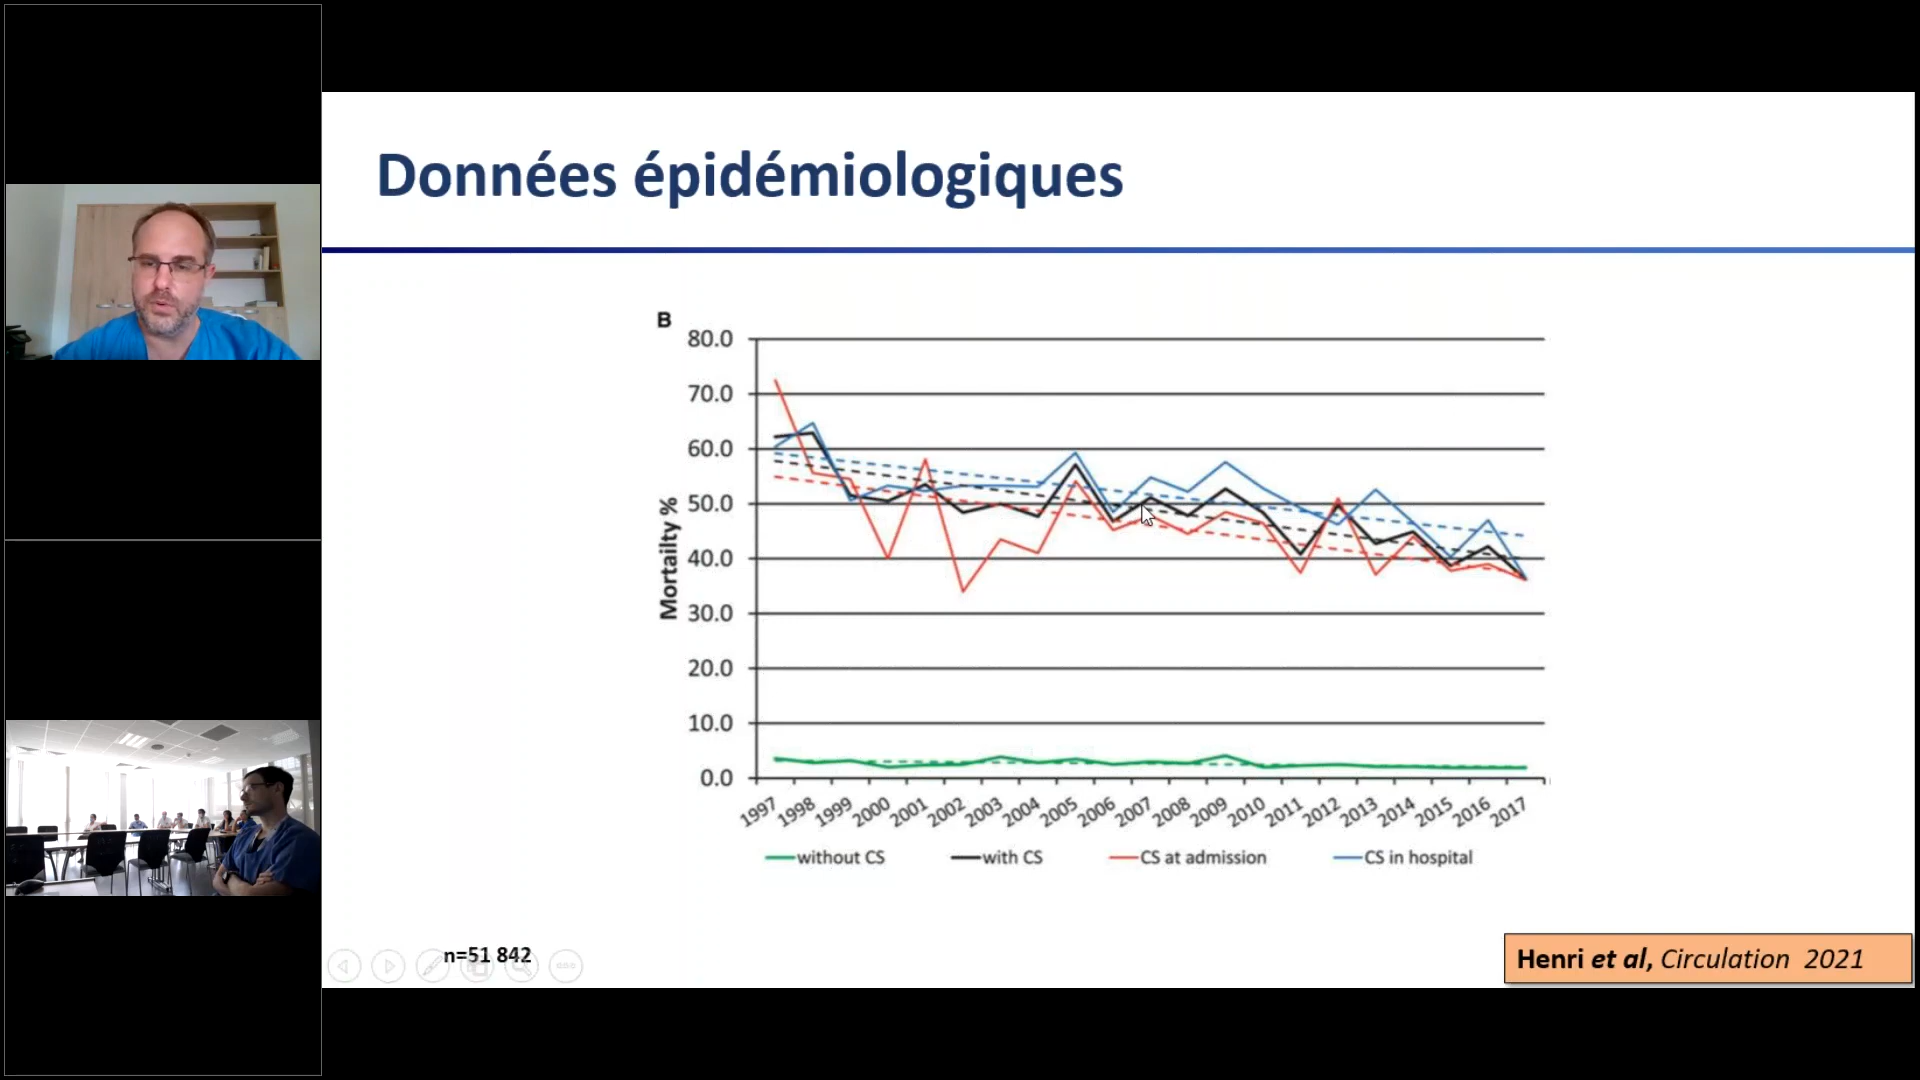 Données épidémiologiques
B
80.0
70.0
60.0
50.0
40.0
30.0
20.0
10.0
0.0
Mortailty %
1997 1998 1999 2000 2001 2002 2003 2004 2005 2006 2007 2008 2009 2010 2011 2012 2013 2014 2015 2016 2017
without CS with CS CS at admission CS in hospital
n=51 842
Henri et al, Circulation 2021